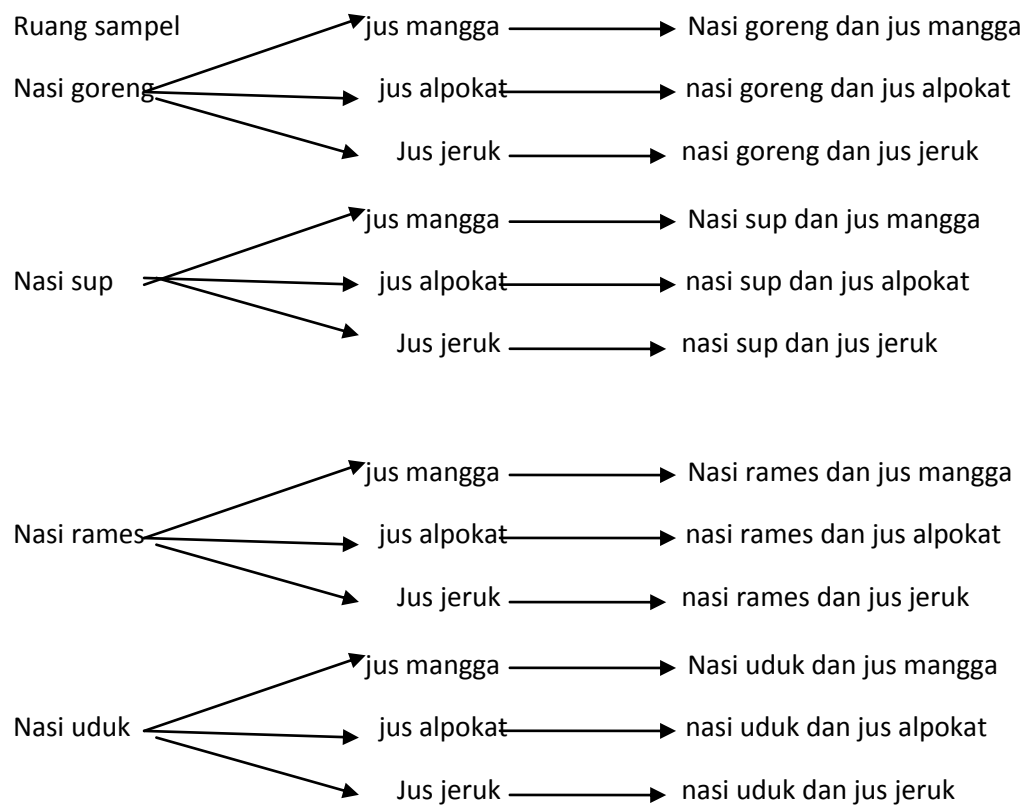 Ruang sampel jus mangga Nasi goreng dan jus mangga
Nasi goreng jus alpokat nasi goreng dan jus alpokat
Jus jeruk nasi goreng dan jus jeruk
jus mangga Nasi sup dan jus mangga
Nasi sup jus alpokat nasi sup dan jus alpokat
Jus jeruk nasi sup dan jus jeruk
jus mangga Nasi rames dan jus mangga
Nasi rames jus alpokat nasi rames dan jus alpokat
Jus jeruk nasi rames dan jus jeruk
jus mangga Nasi uduk dan jus mangga
Nasi uduk jus alpokat nasi uduk dan jus alpokat
Jus jeruk nasi uduk dan jus jeruk